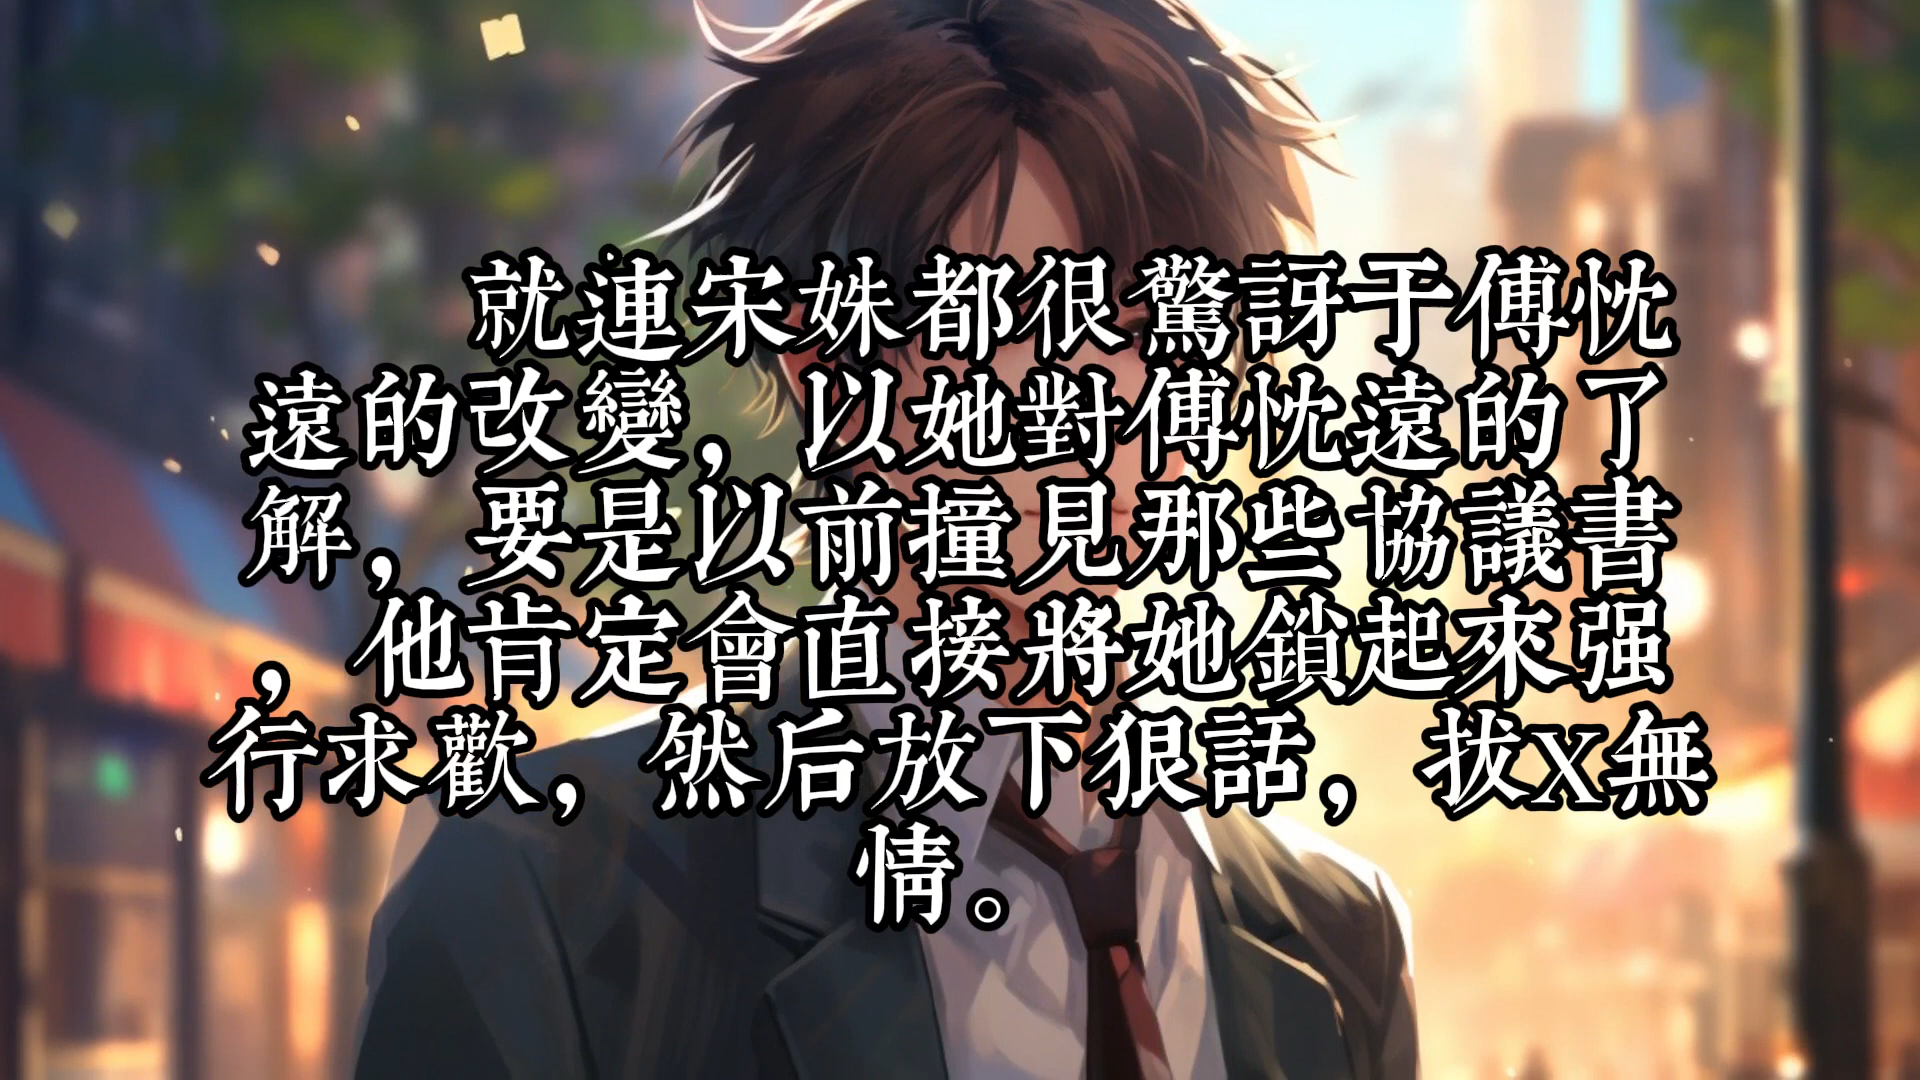 就連宋姝都很驚訝于傅忱
遠的改變，以她對傅忱遠的了
解，要是以前撞見那些協議書
，他肯定會直接將她鎖起來强
行求歡，然后放下狠話，拔X無
情。